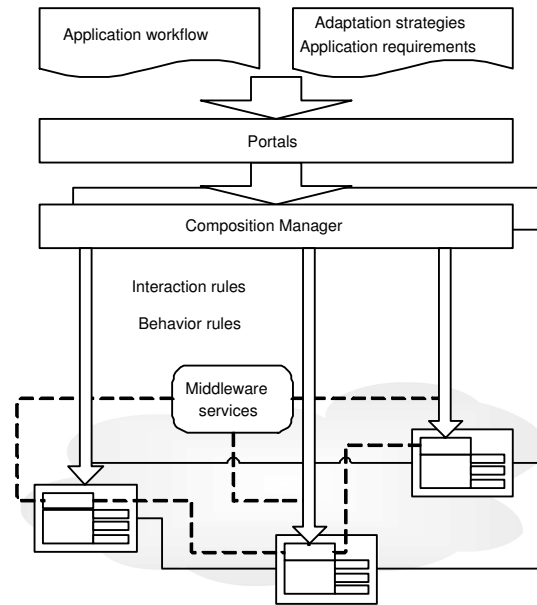 Application workflow
Adaptation strategies
Application requirements
Portals
Composition Manager
Interaction rules
Behavior rules
Middleware
services